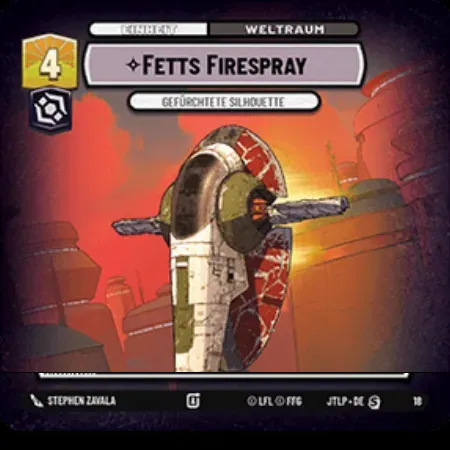 EINHEIT WELTRAUM
4
✧FETTS FIRESPRAY
GEFÜRCHTETE SILHOUETTE
STEPHEN ZAVALA Ⓒ LFL Ⓒ FFG JTLP • DE 18